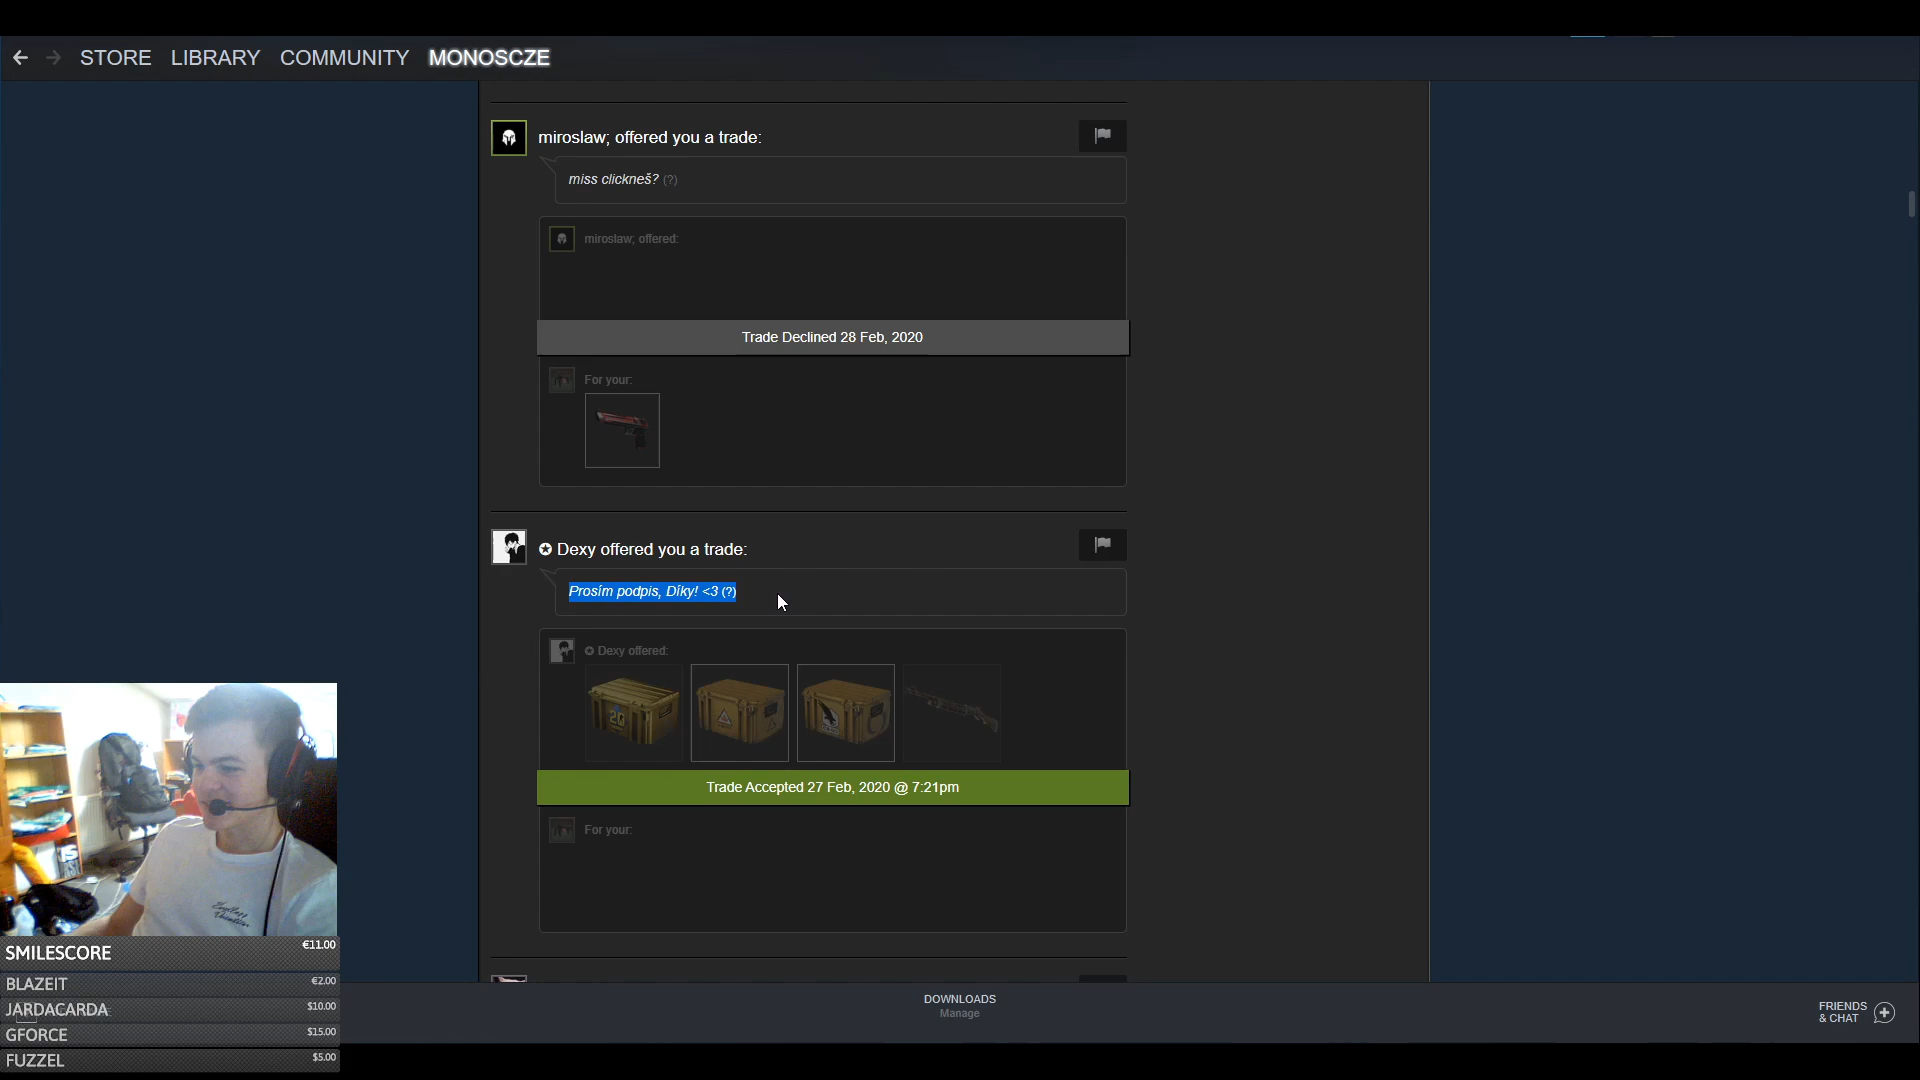 STORE LIBRARY COMMUNITY MONOSCZE
miroslaw; offered you a trade:
miss clickneš? (?)
miroslaw; offered:
Trade Declined 28 Feb, 2020
For your:
✪ Dexy offered you a trade:
Prosím podpis, Díky! <3 (?)
✪ Dexy offered:
Trade Accepted 27 Feb, 2020 @ 7:21pm
For your:
SMILESCORE €11.00
BLAZEIT €2.00
JARDACARDA $10.00
GFORCE $15.00
FUZZEL $5.00
DOWNLOADS
Manage
FRIENDS
& CHAT